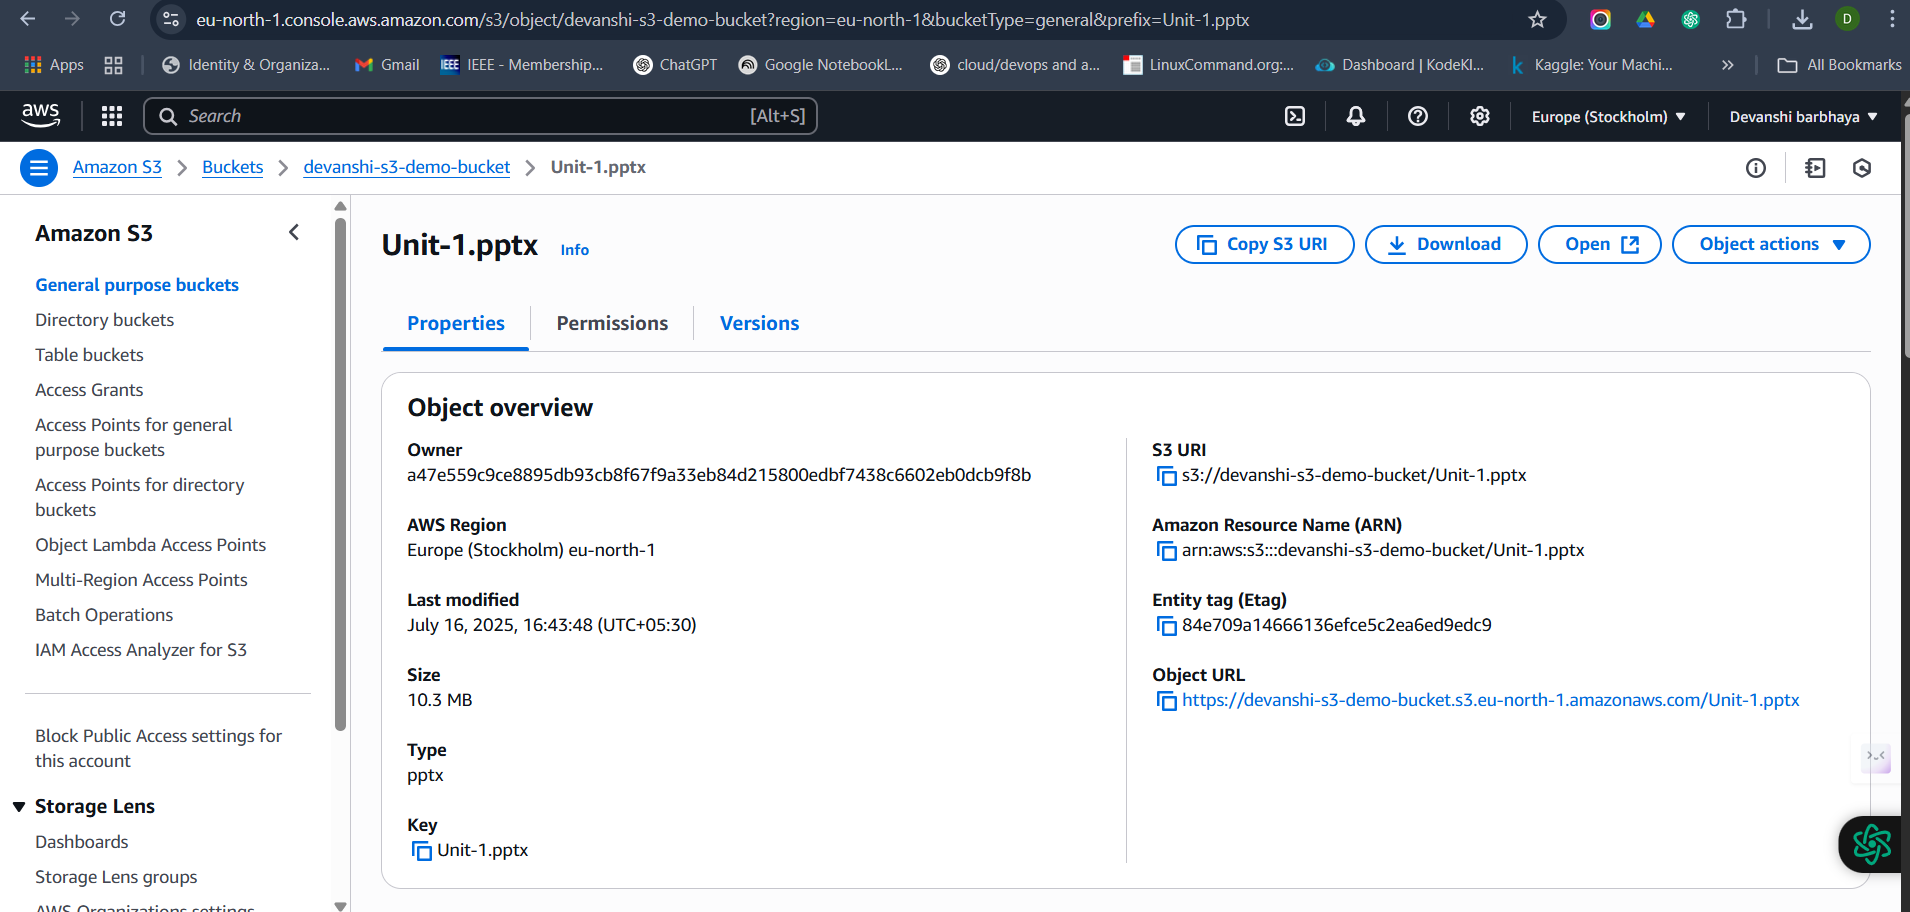 eu-north-1.console.aws.amazon.com/s3/object/devanshi-s3-demo-bucket?region=eu-north-1&bucketType=general&prefix=Unit-1.pptx
D
Apps
Identity & Organiza...
Gmail
IEEE
IEEE - Membership...
ChatGPT
Google NotebookL...
cloud/devops and a...
LinuxCommand.org:...
Dashboard | KodeKl...
k
Kaggle: Your Machi...
»
All Bookmarks
aws
Search
[Alt+S]
Europe (Stockholm)
Devanshi barbhaya
Amazon S3
Buckets
devanshi-s3-demo-bucket
Unit-1.pptx
Amazon S3
General purpose buckets
Directory buckets
Table buckets
Access Grants
Access Points for general
purpose buckets
Access Points for directory
buckets
Object Lambda Access Points
Multi-Region Access Points
Batch Operations
IAM Access Analyzer for S3
Block Public Access settings for
this account
Storage Lens
Dashboards
Storage Lens groups
AWS Organizations settings
Unit-1.pptx
Info
Copy S3 URI
Download
Open
Object actions
Properties
Permissions
Versions
Object overview
Owner
a47e559c9ce8895db93cb8f67f9a33eb84d215800edbf7438c6602eb0dcb9f8b
AWS Region
Europe (Stockholm) eu-north-1
Last modified
July 16, 2025, 16:43:48 (UTC+05:30)
Size
10.3 MB
Type
pptx
Key
Unit-1.pptx
S3 URI
s3://devanshi-s3-demo-bucket/Unit-1.pptx
Amazon Resource Name (ARN)
arn:aws:s3:::devanshi-s3-demo-bucket/Unit-1.pptx
Entity tag (Etag)
84e709a14666136efce5c2ea6ed9edc9
Object URL
https://devanshi-s3-demo-bucket.s3.eu-north-1.amazonaws.com/Unit-1.pptx